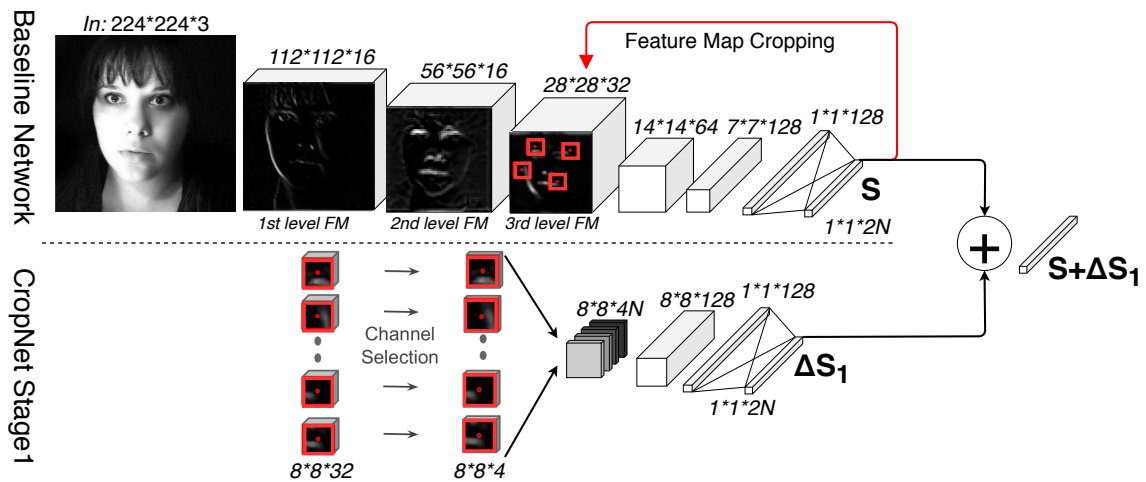 Baseline Network
In: 224*224*3
112*112*16
56*56*16
28*28*32
Feature Map Cropping
14*14*64
7*7*128
1*1*128
S
1*1*2N
1st level FM
2nd level FM
3rd level FM
+
S+ΔS1
CropNet Stage1
Channel
Selection
8*8*32
8*8*4
8*8*4N
8*8*128
1*1*128
ΔS1
1*1*2N